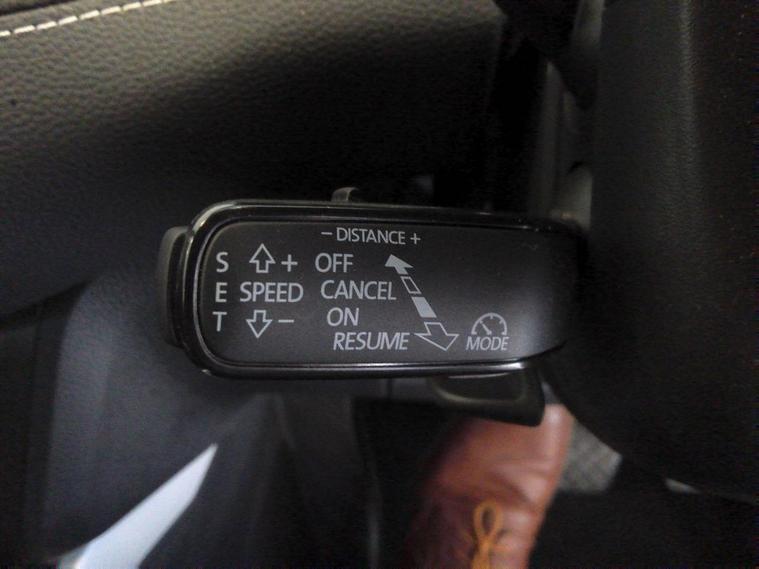 - DISTANCE +
S + OFF
E SPEED CANCEL
T - ON
RESUME MODE